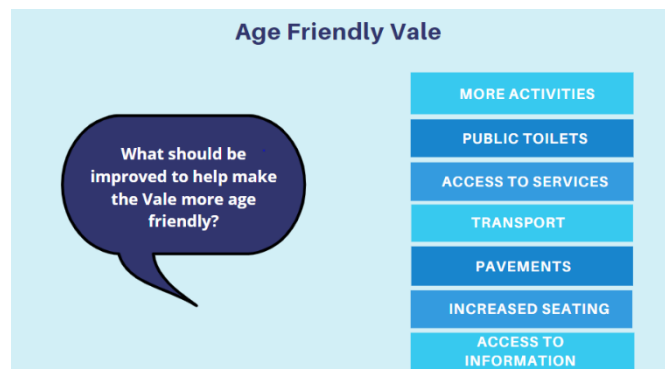 Age Friendly Vale
What should be
improved to help make
the Vale more age
friendly?
MORE ACTIVITIES
PUBLIC TOILETS
ACCESS TO SERVICES
TRANSPORT
PAVEMENTS
INCREASED SEATING
ACCESS TO
INFORMATION